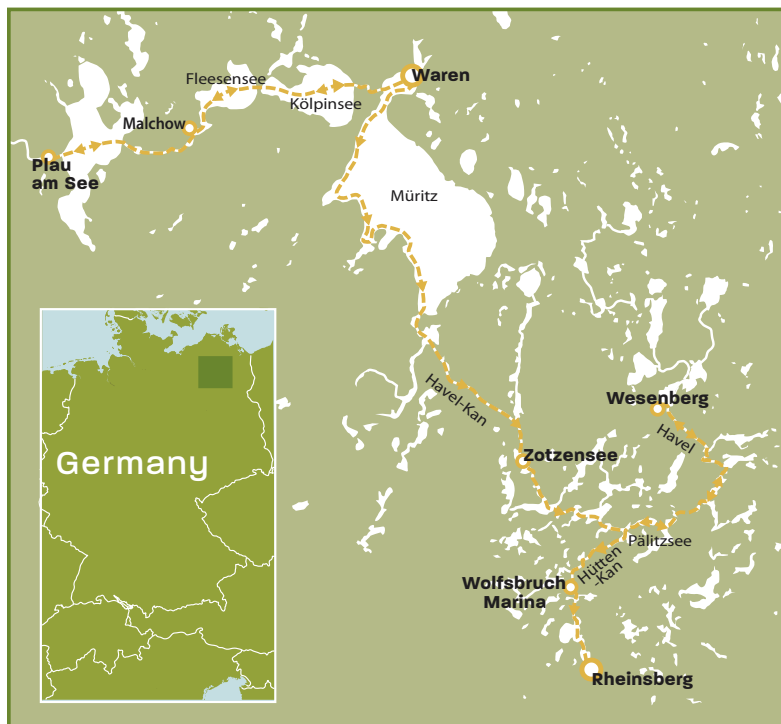 Waren
Fleesensee
Kölpinsee
Malchow
Plau
am See
Müritz
Germany
Havel-Kan
Wesenberg
Havel
Zotzensee
Pälitzsee
Hütten
-Kan
Wolfsbruch
Marina
Rheinsberg